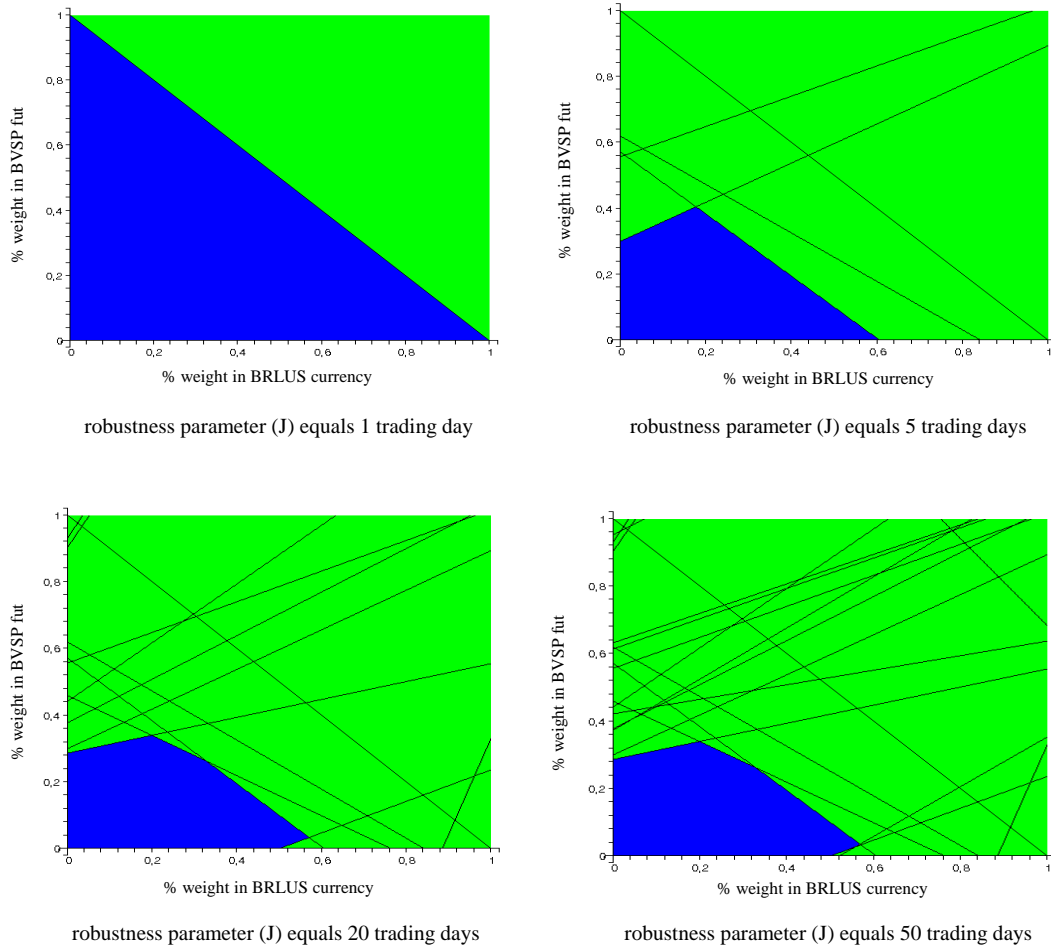 1
0,8
0,6
0,4
0,2
0
0 0,2 0,4 0,6 0,8 1
% weight in BVSP fut
% weight in BRLUS currency
robustness parameter (J) equals 1 trading day
1
0,8
0,6
0,4
0,2
0
0 0,2 0,4 0,6 0,8 1
% weight in BVSP fut
% weight in BRLUS currency
robustness parameter (J) equals 5 trading days
1
0,8
0,6
0,4
0,2
0
0 0,2 0,4 0,6 0,8 1
% weight in BVSP fut
% weight in BRLUS currency
robustness parameter (J) equals 20 trading days
1
0,8
0,6
0,4
0,2
0
0 0,2 0,4 0,6 0,8 1
% weight in BVSP fut
% weight in BRLUS currency
robustness parameter (J) equals 50 trading days